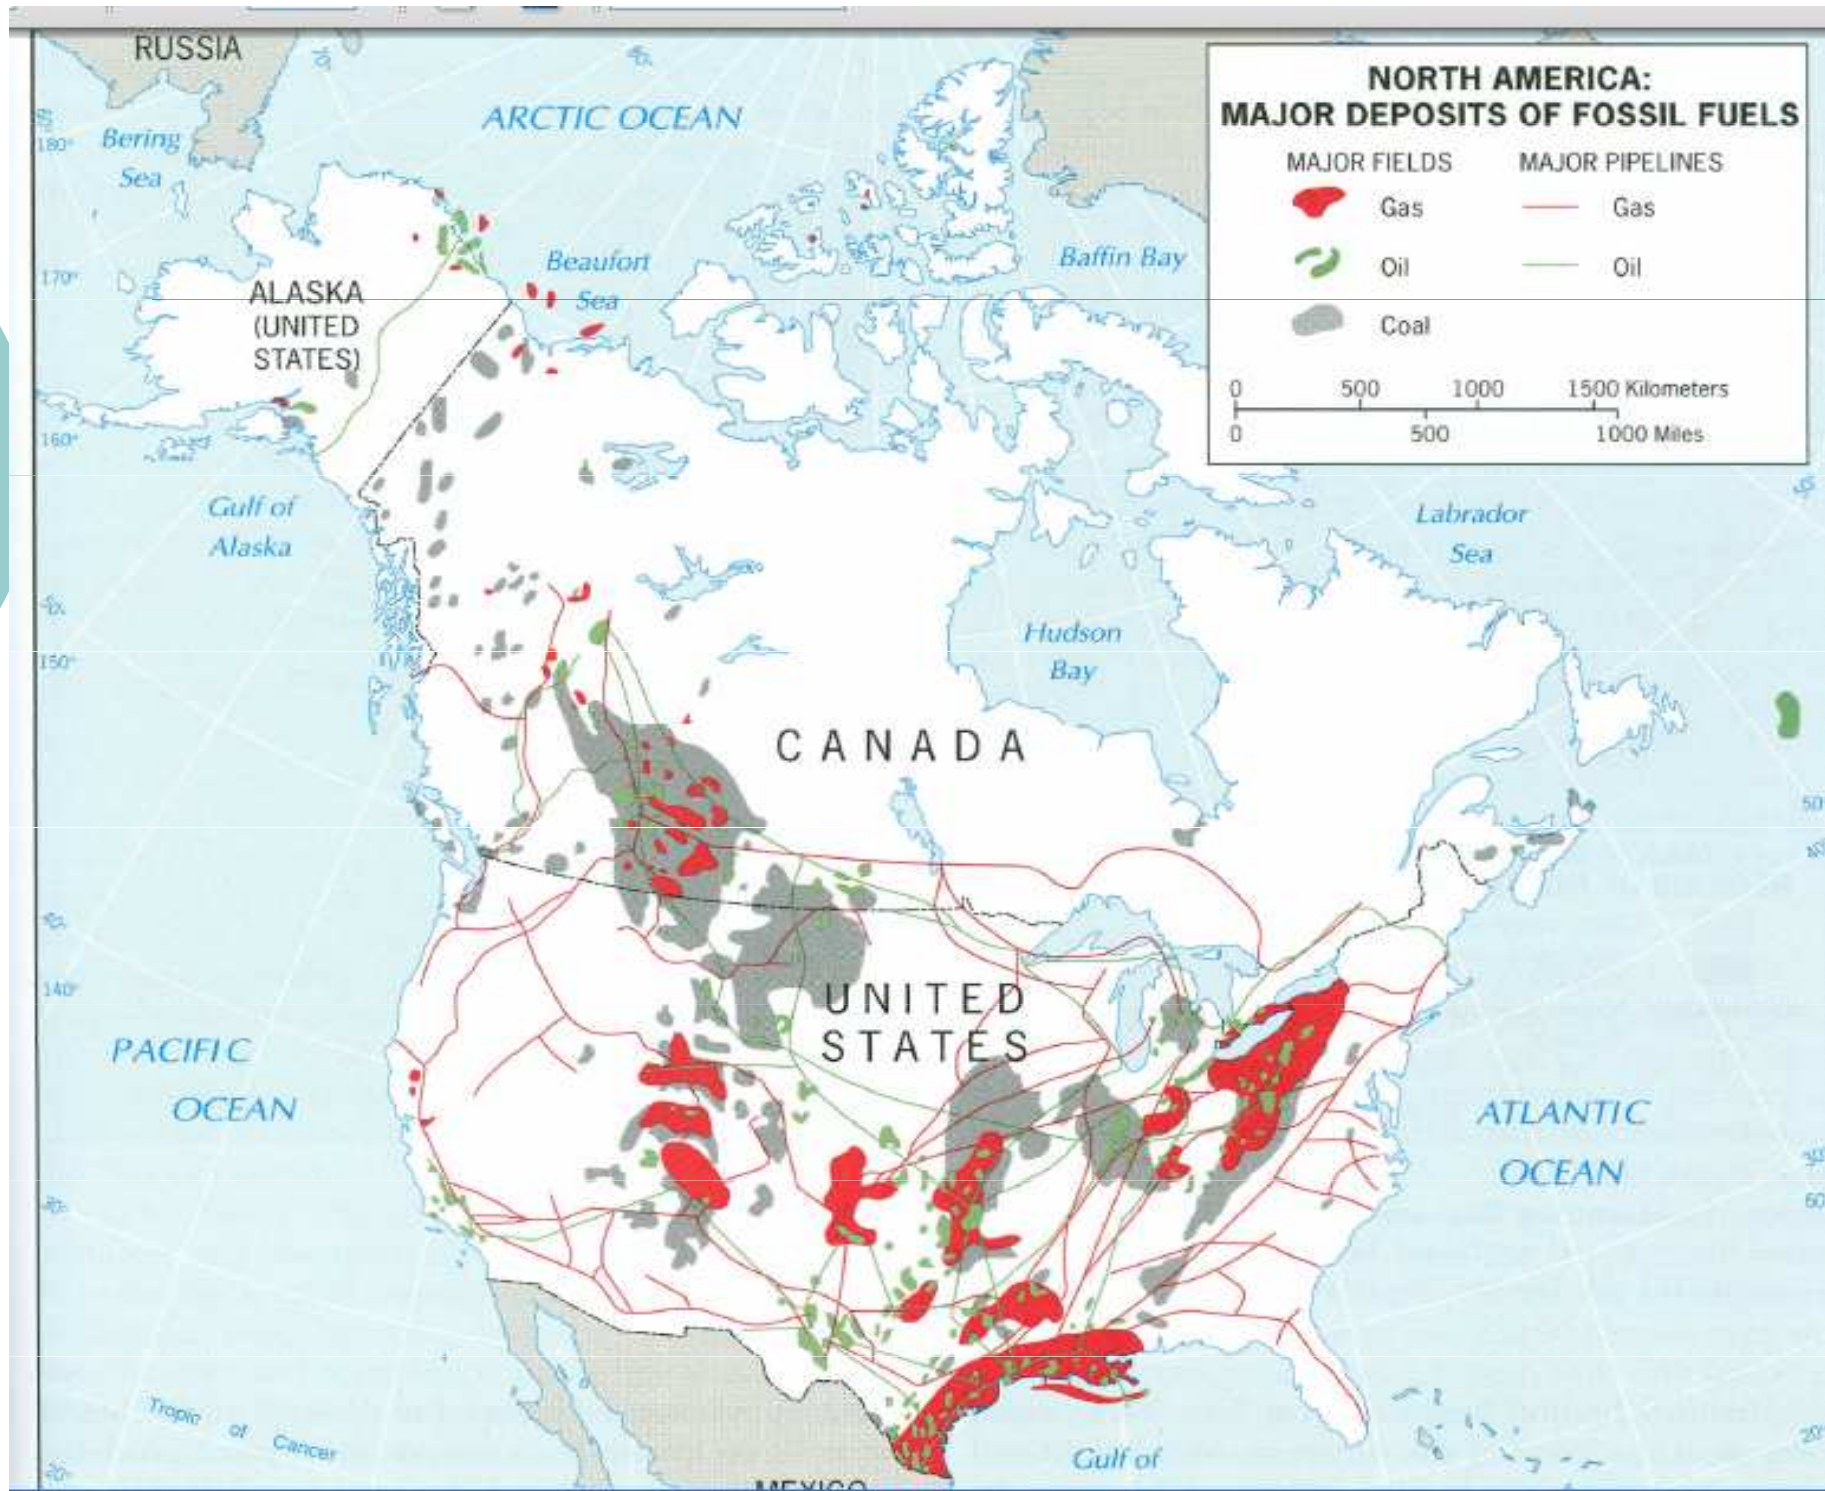 RUSSIA
ARCTIC OCEAN
Bering
Sea
180°
170°
160°
150°
140°
ALASKA
(UNITED
STATES)
Beaufort
Sea
Baffin Bay
NORTH AMERICA:
MAJOR DEPOSITS OF FOSSIL FUELS
MAJOR FIELDS
MAJOR PIPELINES
Gas
Gas
Oil
Oil
Coal
0 500 1000 1500 Kilometers
0 500 1000 Miles
Gulf of
Alaska
Labrador
Sea
Hudson
Bay
CANADA
UNITED
STATES
PACIFIC
OCEAN
ATLANTIC
OCEAN
50°
20°
Tropic of Cancer
Gulf of
MEXICO